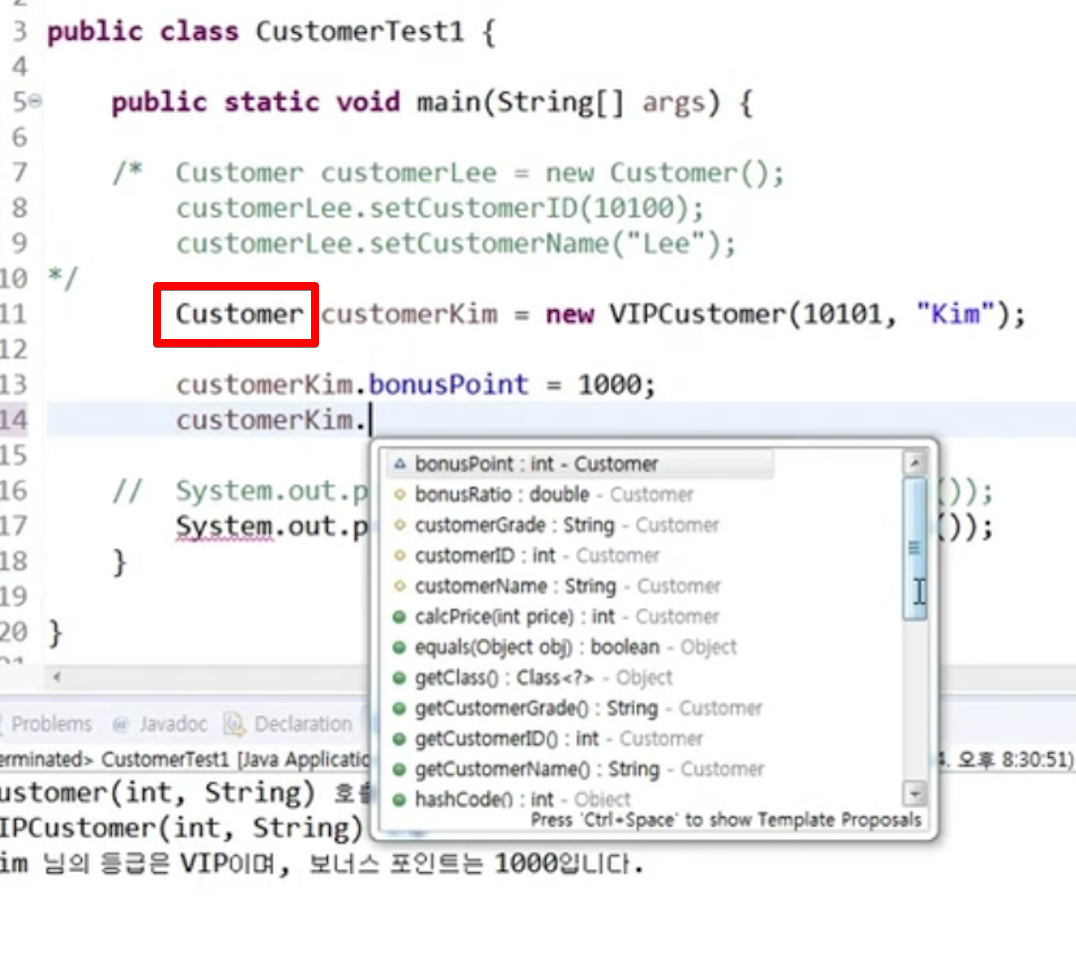 3 public class CustomerTest1 {
4
5 public static void main(String[] args) {
6
7 /* Customer customerLee = new Customer();
8 customerLee.setCustomerID(10100);
9 customerLee.setCustomerName("Lee");
10 */
11 Customer customerKim = new VIPCustomer(10101, "Kim");
12
13 customerKim.bonusPoint = 1000;
14 customerKim.
15
16 // System.out.p ());
17 System.out.p ());
18 }
19
20 }
bonusPoint : int - Customer
bonusRatio : double - Customer
customerGrade : String - Customer
customerID : int - Customer
customerName : String - Customer
calcPrice(int price) : int - Customer
equals(Object obj) : boolean - Object
getClass() : Class<?> - Object
getCustomerGrade() : String - Customer
getCustomerID() : int - Customer
getCustomerName() : String - Customer
hashCode() : int - Object
Press 'Ctrl+Space' to show Template Proposals
Problems Javadoc Declaration
erminated> CustomerTest1 [Java Applicatio 4. 오후 8:30:51)
ustomer(int, String) 호출
IPCustomer(int, String)
im 님의 등급은 VIP이며, 보너스 포인트는 1000입니다.